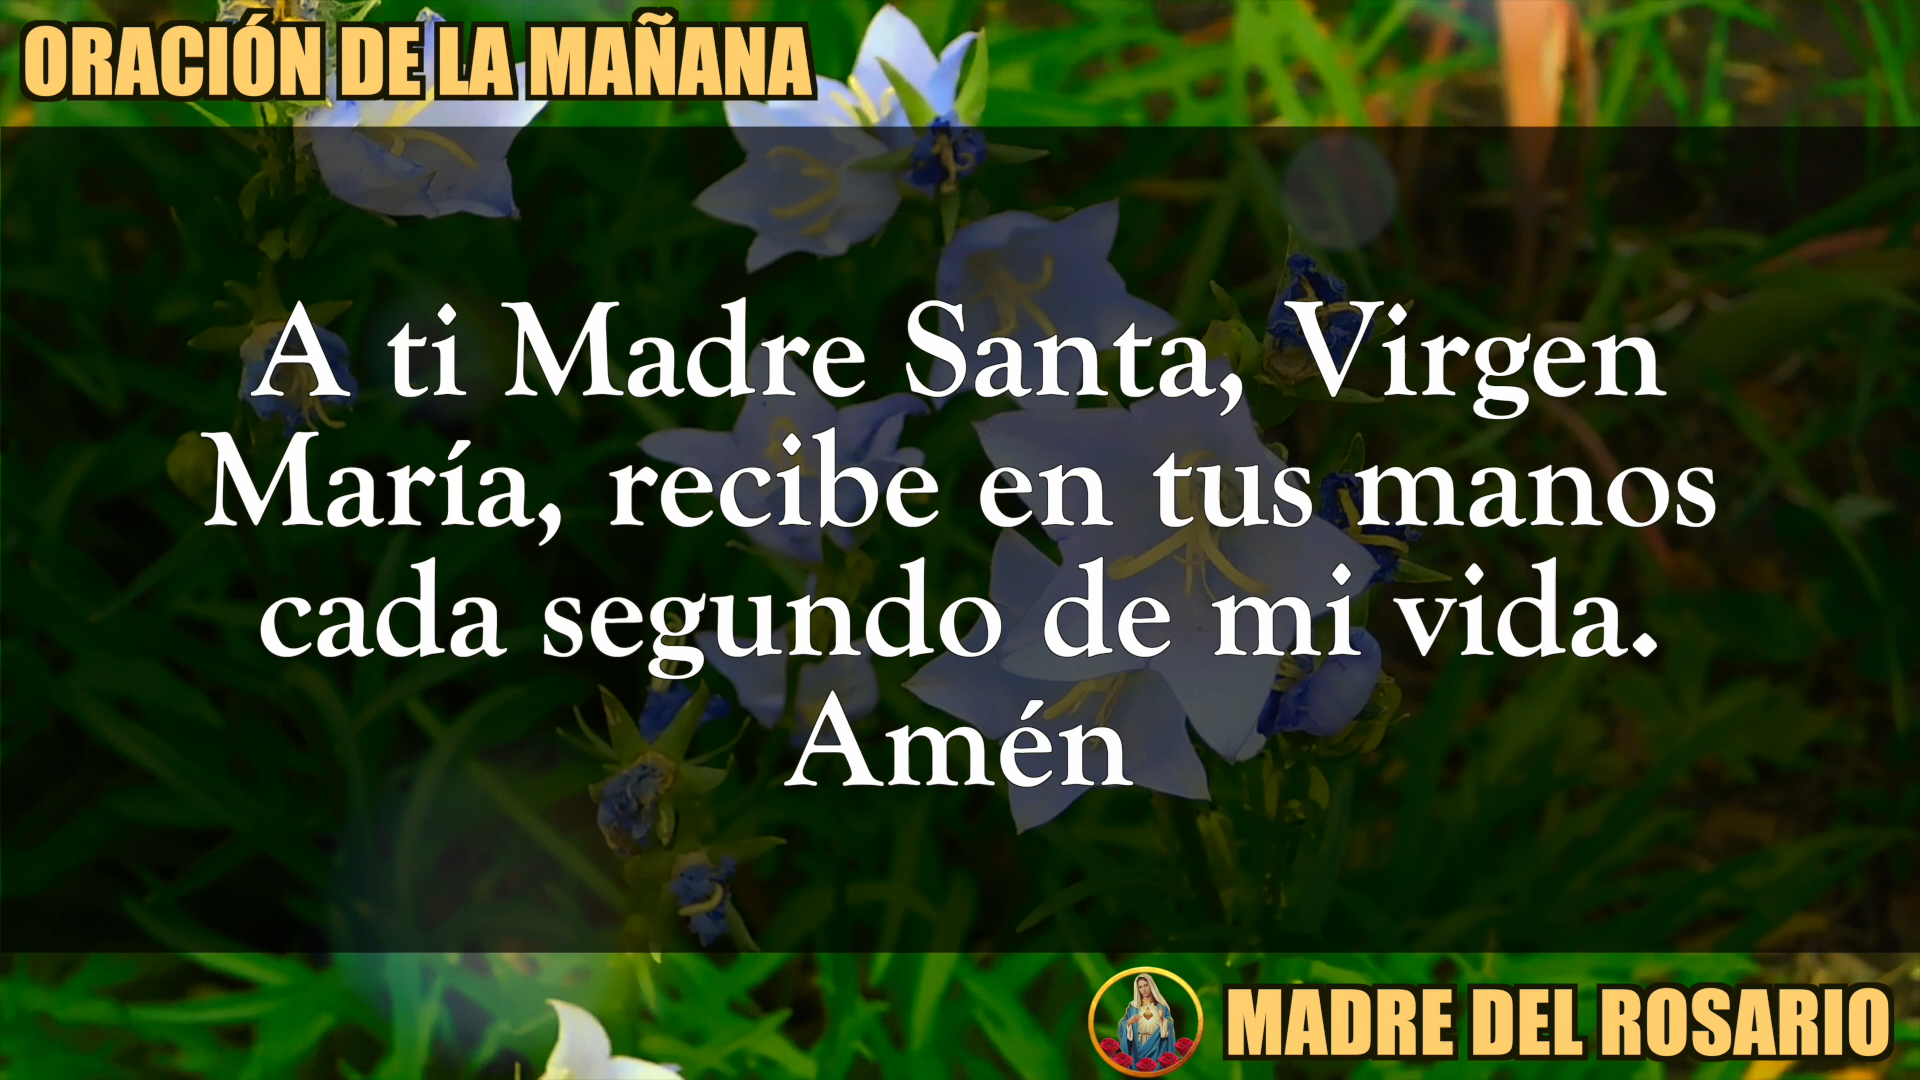 ORACIÓN DE LA MAÑANA
A ti Madre Santa, Virgen
María, recibe en tus manos
cada segundo de mi vida.
Amén
MADRE DEL ROSARIO